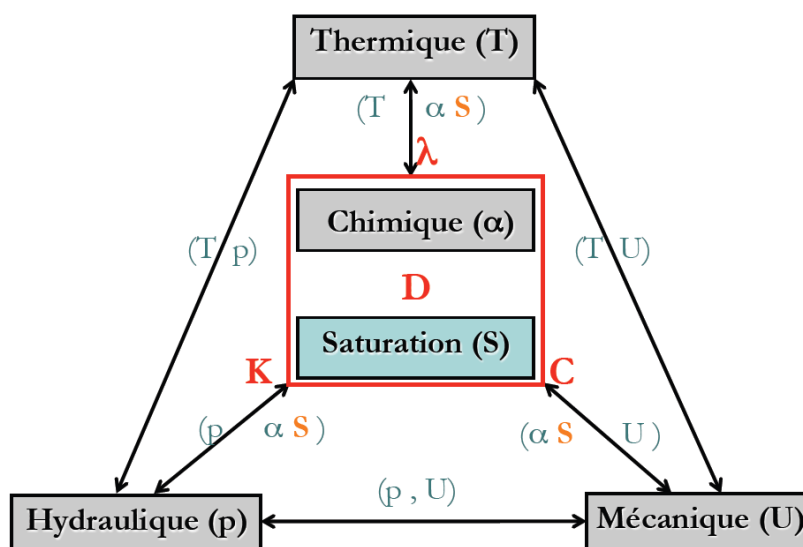 Thermique (T)
(T α S)
λ
Chimique (α)
(T p)
(T U)
D
Saturation (S)
K
C
(p α S)
(α S U)
(p , U)
Hydraulique (p)
Mécanique (U)